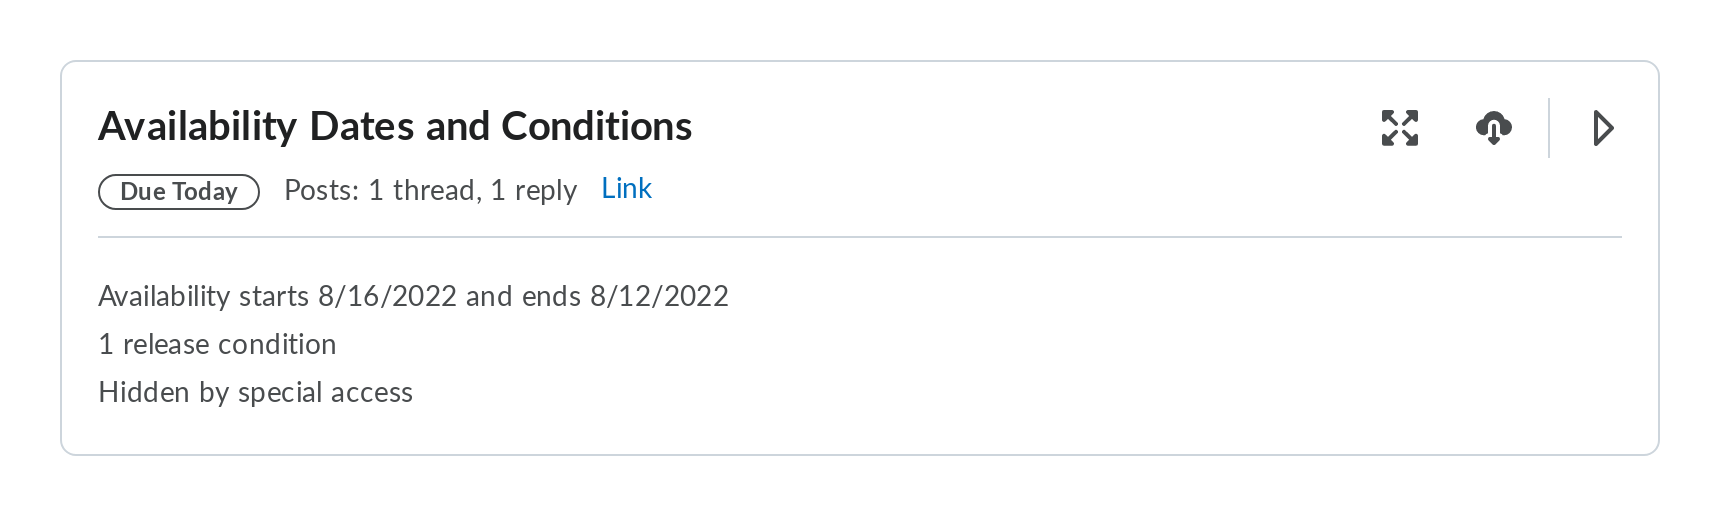 Availability Dates and Conditions
Due Today Posts: 1 thread, 1 reply Link
Availability starts 8/16/2022 and ends 8/12/2022
1 release condition
Hidden by special access